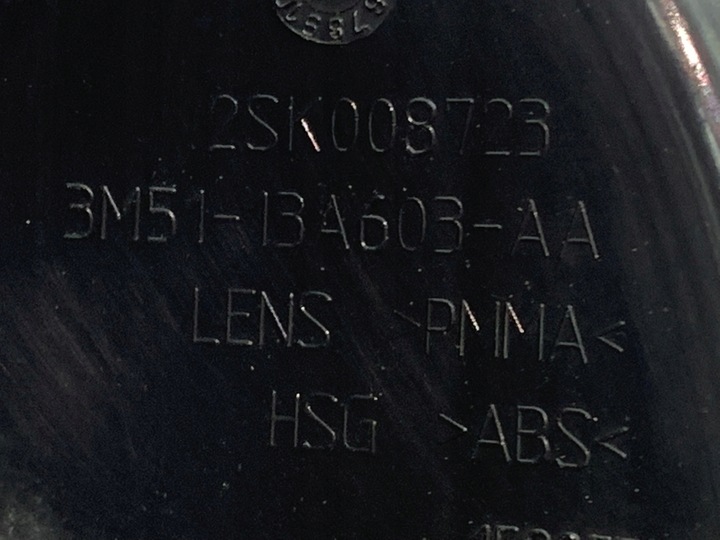 2SK008723
3M51-13A603-AA
LENS >PMMA<
HSG >ABS<